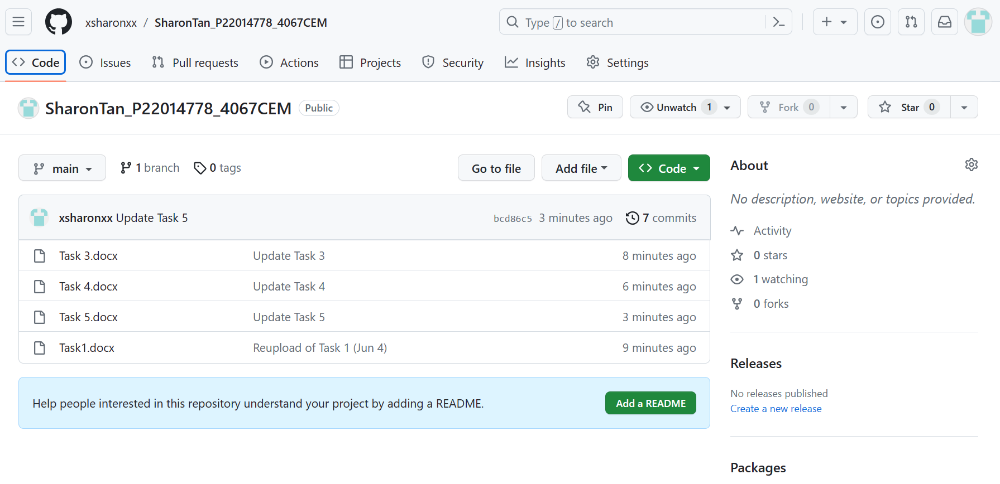 xsharonxx / SharonTan_P22014778_4067CEM
Type / to search
Code Issues Pull requests Actions Projects Security Insights Settings
SharonTan_P22014778_4067CEM Public
Pin Unwatch 1 Fork 0 Star 0
main 1 branch 0 tags Go to file Add file Code
xsharonxx Update Task 5 bcd86c5 3 minutes ago 7 commits
Task 3.docx Update Task 3 8 minutes ago
Task 4.docx Update Task 4 6 minutes ago
Task 5.docx Update Task 5 3 minutes ago
Task1.docx Reupload of Task 1 (Jun 4) 9 minutes ago
Help people interested in this repository understand your project by adding a README. Add a README
About
No description, website, or topics provided.
Activity
0 stars
1 watching
0 forks
Releases
No releases published
Create a new release
Packages